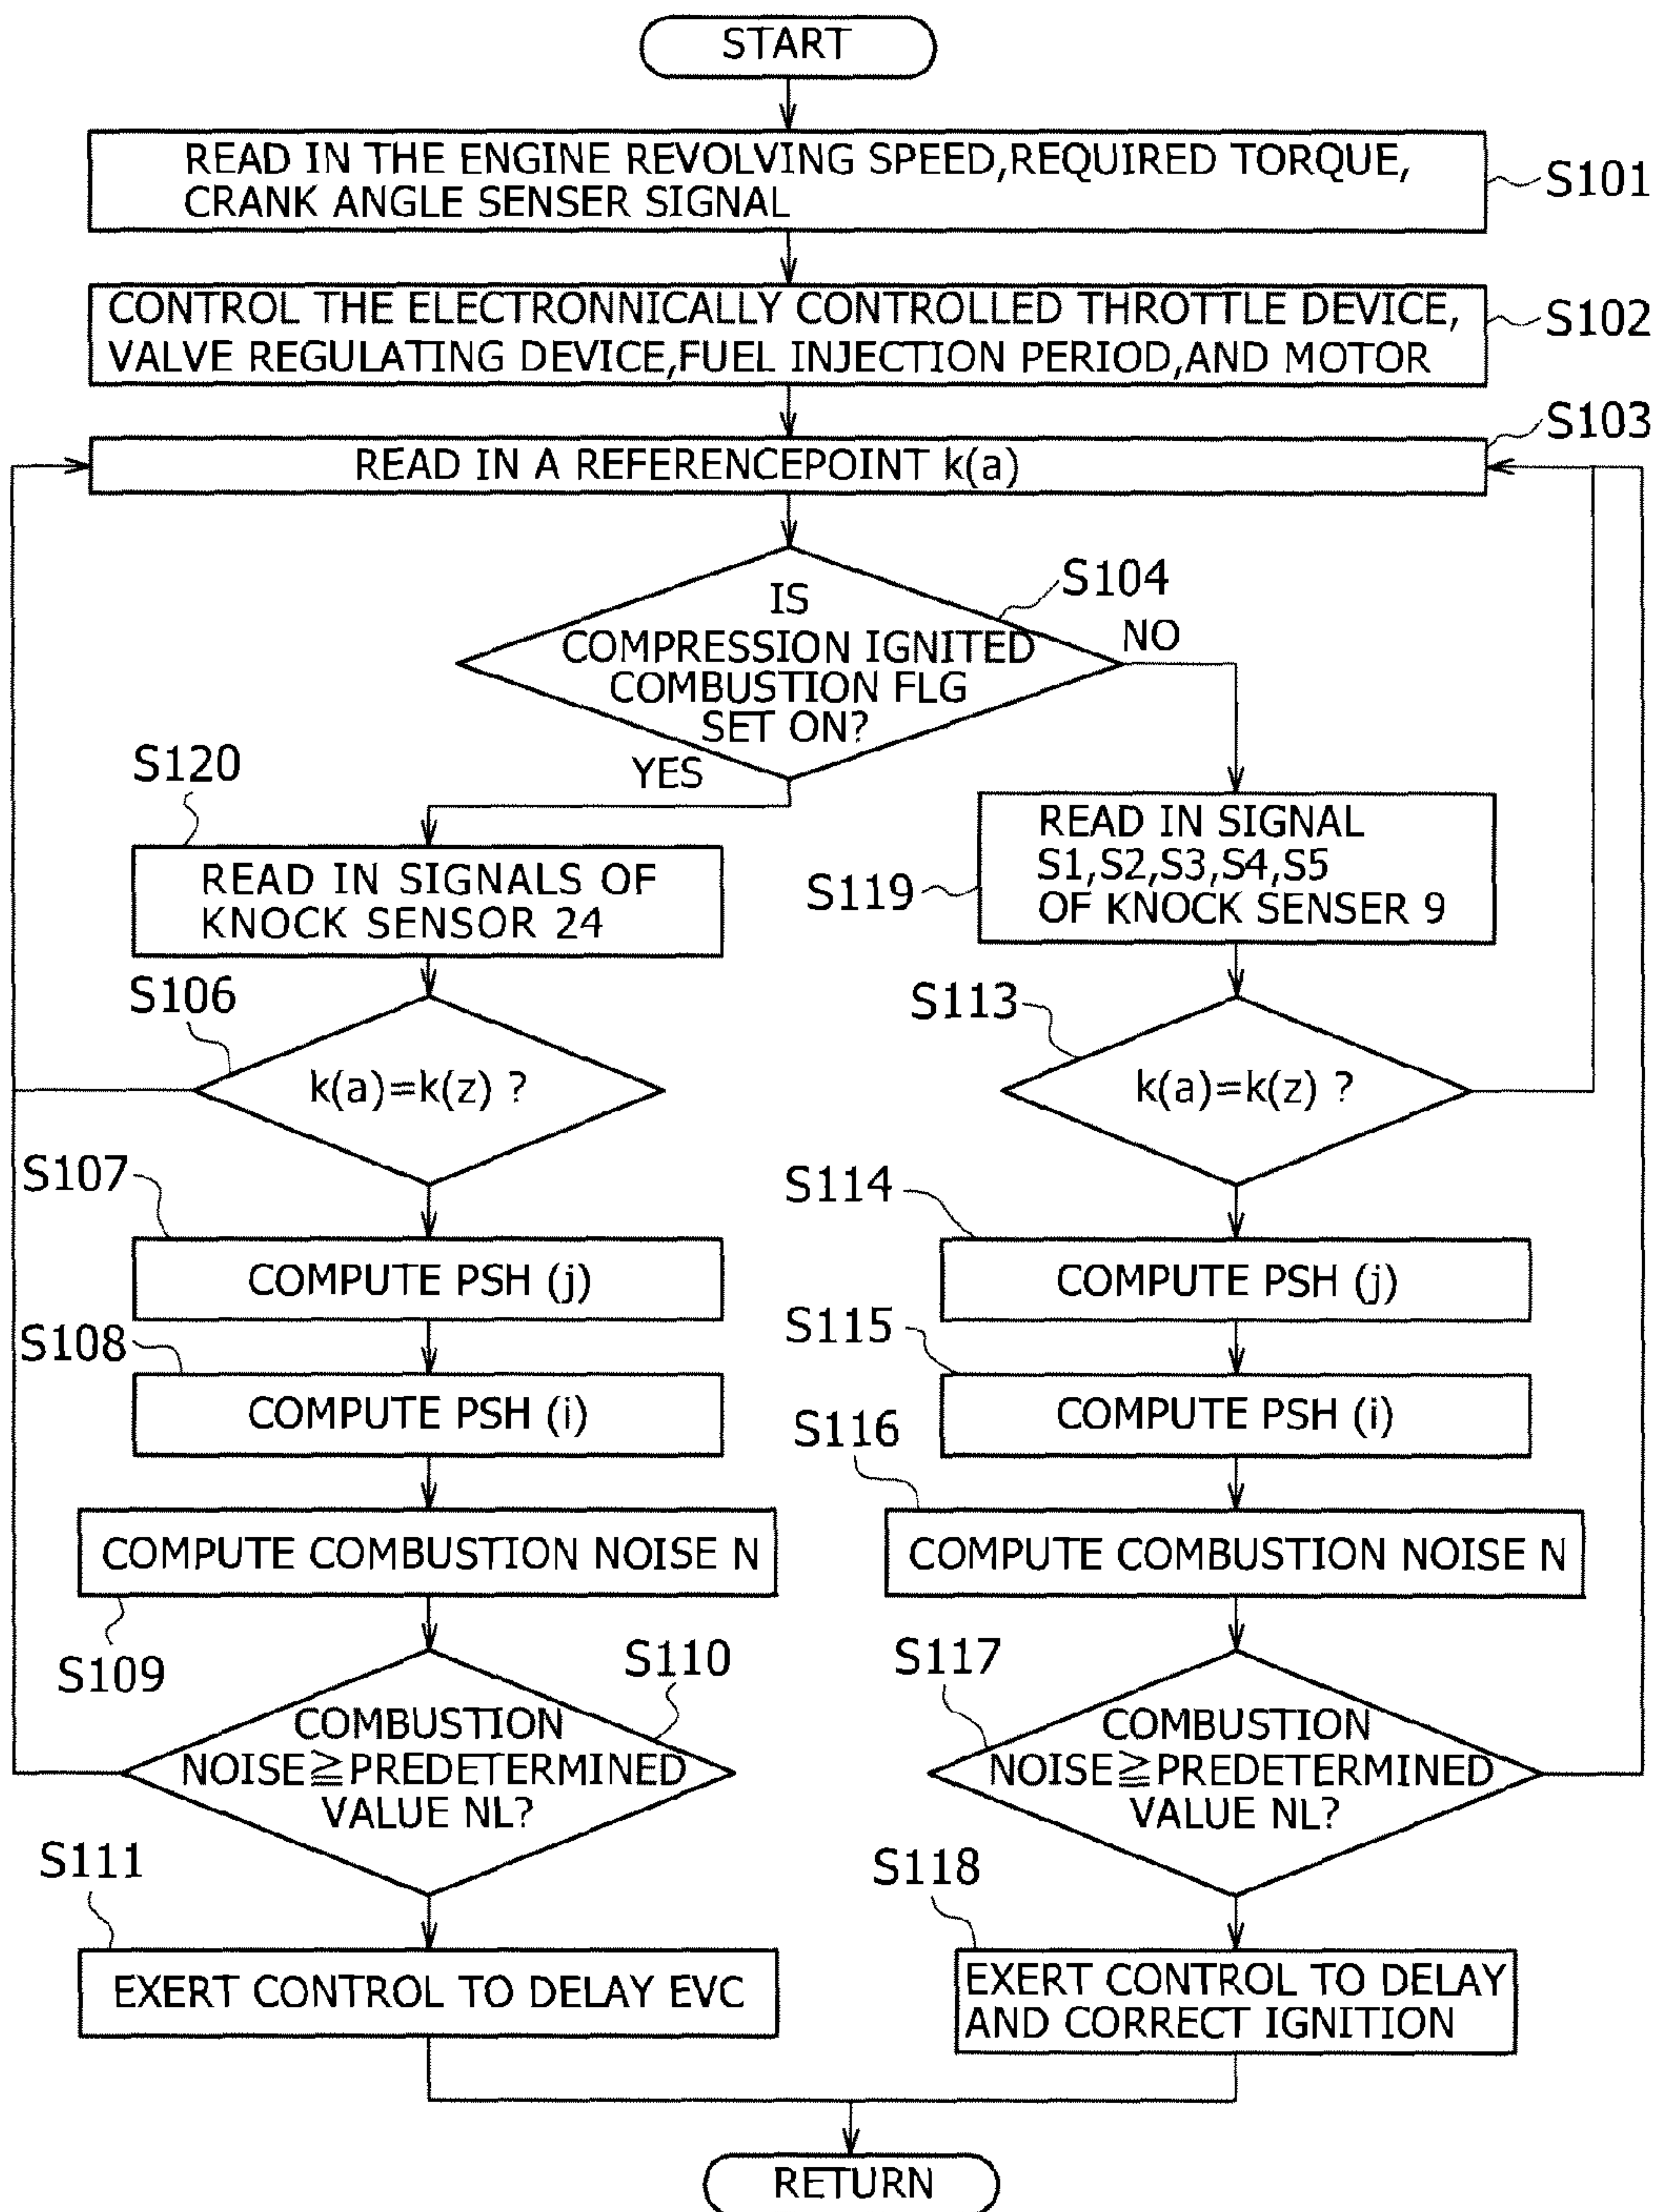 START
READ IN THE ENGINE REVOLVING SPEED,REQUIRED TORQUE,
CRANK ANGLE SENSER SIGNAL
S101
CONTROL THE ELECTRONNICALLY CONTROLLED THROTTLE DEVICE,
VALVE REGULATING DEVICE,FUEL INJECTION PERIOD,AND MOTOR
S102
S103
READ IN A REFERENCEPOINT k(a)
S104
IS
COMPRESSION IGNITED
COMBUSTION FLG
SET ON?
NO
YES
S120
READ IN SIGNALS OF
KNOCK SENSOR 24
S119
READ IN SIGNAL
S1,S2,S3,S4,S5
OF KNOCK SENSER 9
S106
k(a)=k(z) ?
S113
k(a)=k(z) ?
S107
COMPUTE PSH (j)
S114
COMPUTE PSH (j)
S108
COMPUTE PSH (i)
S115
COMPUTE PSH (i)
S116
COMPUTE COMBUSTION NOISE N
COMPUTE COMBUSTION NOISE N
S109
S110
COMBUSTION
NOISE≧PREDETERMINED
VALUE NL?
S117
COMBUSTION
NOISE≧PREDETERMINED
VALUE NL?
S111
EXERT CONTROL TO DELAY EVC
S118
EXERT CONTROL TO DELAY
AND CORRECT IGNITION
RETURN